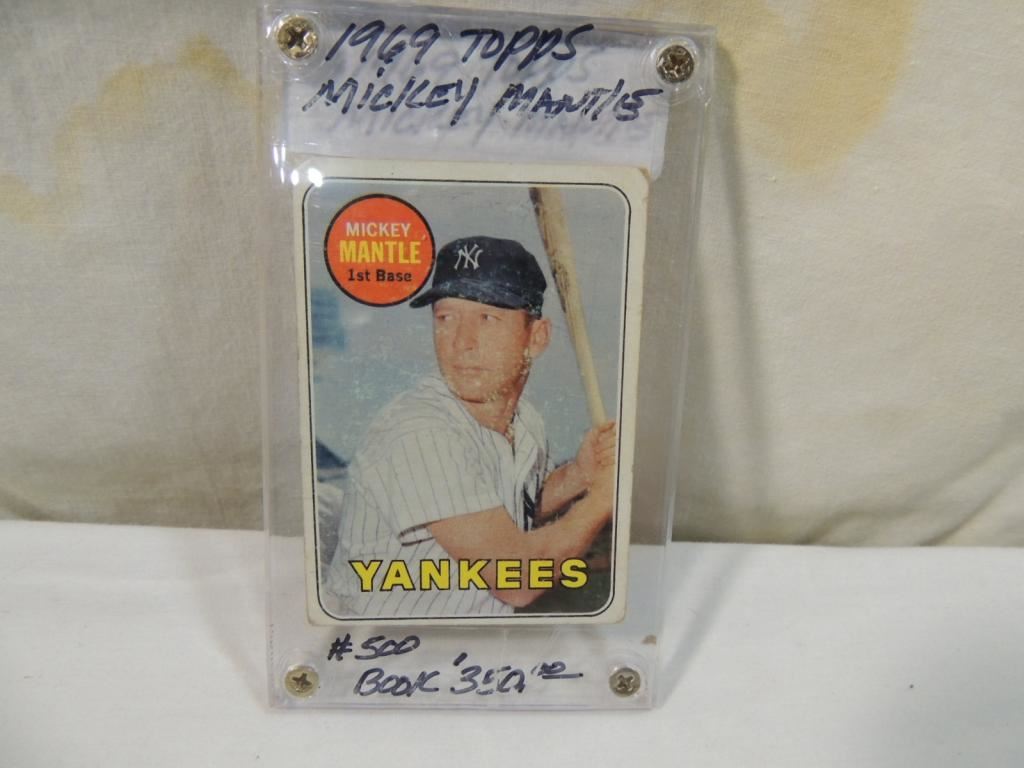 1969 TOPPS
MICKEY MANTLE
MICKEY
MANTLE
1st Base
NY
YANKEES
#500
BOOK $350.00